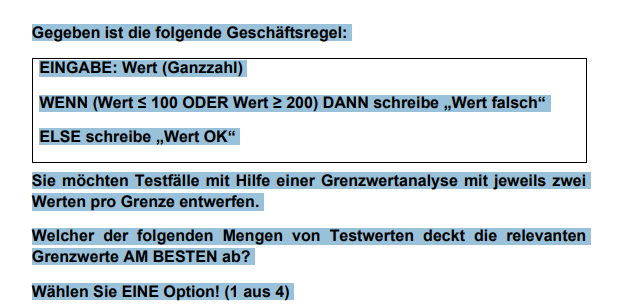 Gegeben ist die folgende Geschäftsregel:
EINGABE: Wert (Ganzzahl)
WENN (Wert ≤ 100 ODER Wert ≥ 200) DANN schreibe „Wert falsch“
ELSE schreibe „Wert OK“
Sie möchten Testfälle mit Hilfe einer Grenzwertanalyse mit jeweils zwei
Werten pro Grenze entwerfen.
Welcher der folgenden Mengen von Testwerten deckt die relevanten
Grenzwerte AM BESTEN ab?
Wählen Sie EINE Option! (1 aus 4)